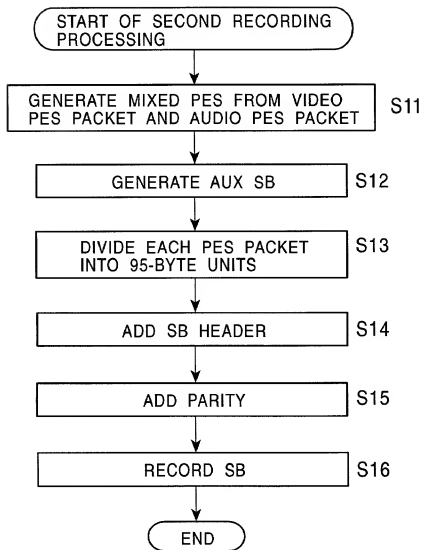 START OF SECOND RECORDING
PROCESSING
GENERATE MIXED PES FROM VIDEO
PES PACKET AND AUDIO PES PACKET
S11
GENERATE AUX SB
S12
DIVIDE EACH PES PACKET
INTO 95-BYTE UNITS
S13
ADD SB HEADER
S14
ADD PARITY
S15
RECORD SB
S16
END